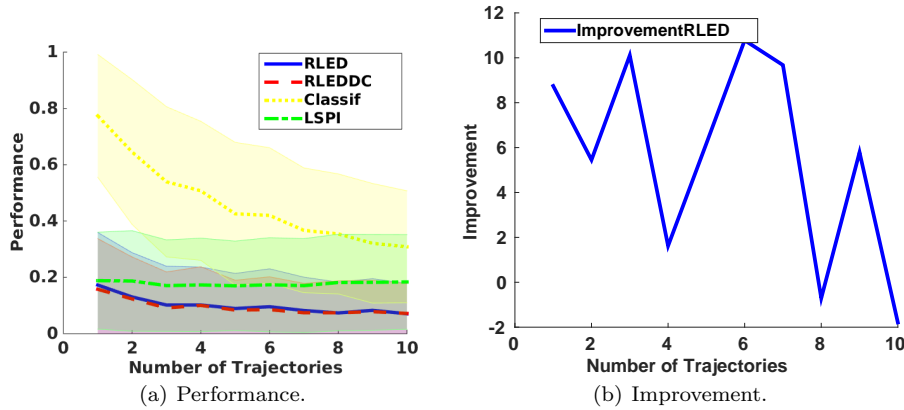 1
0.8
0.6
0.4
0.2
0
0 2 4 6 8 10
Performance
Number of Trajectories
RLED
RLEDDC
Classif
LSPI
(a) Performance.
12
10
8
6
4
2
0
-2
0 2 4 6 8 10
Improvement
Number of Trajectories
ImprovementRLED
(b) Improvement.